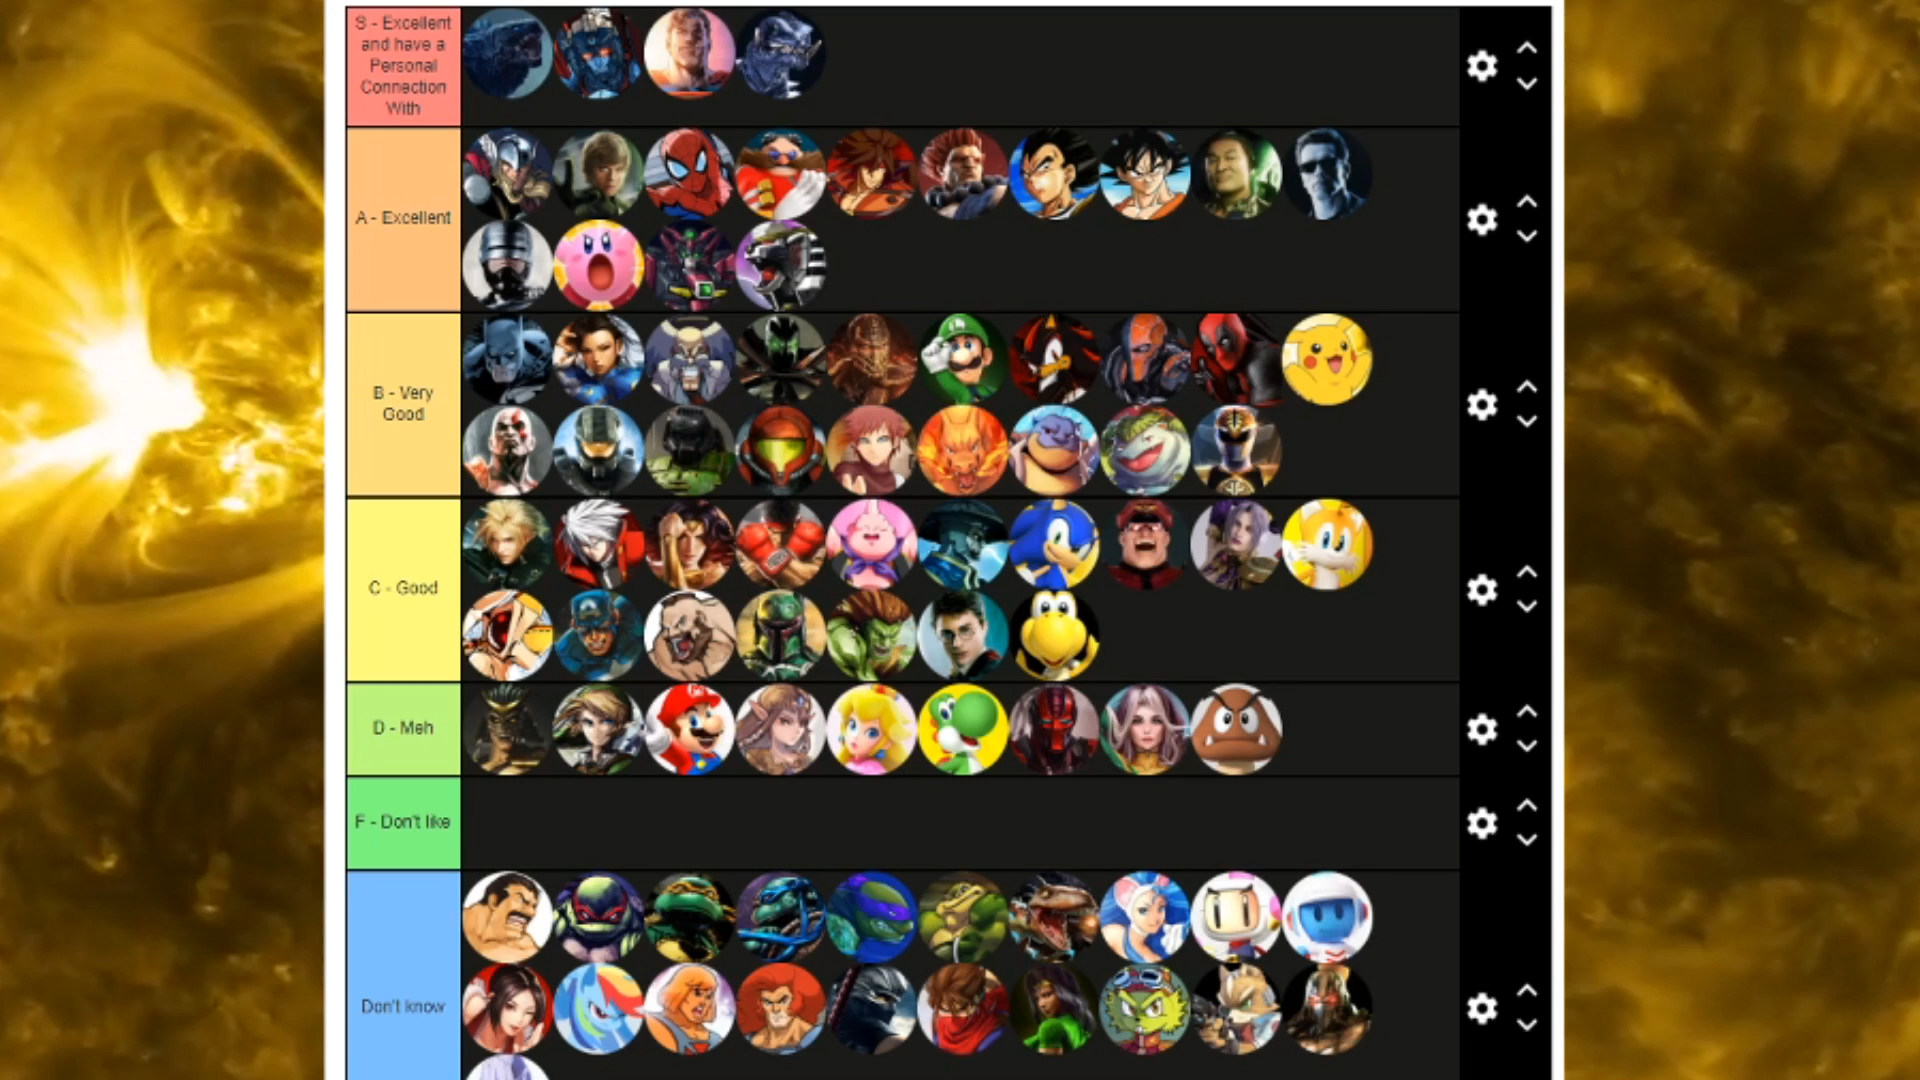 S - Excellent
and have a
Personal
Connection
With
A - Excellent
B - Very
Good
C - Good
D - Meh
F - Don't like
Don't know